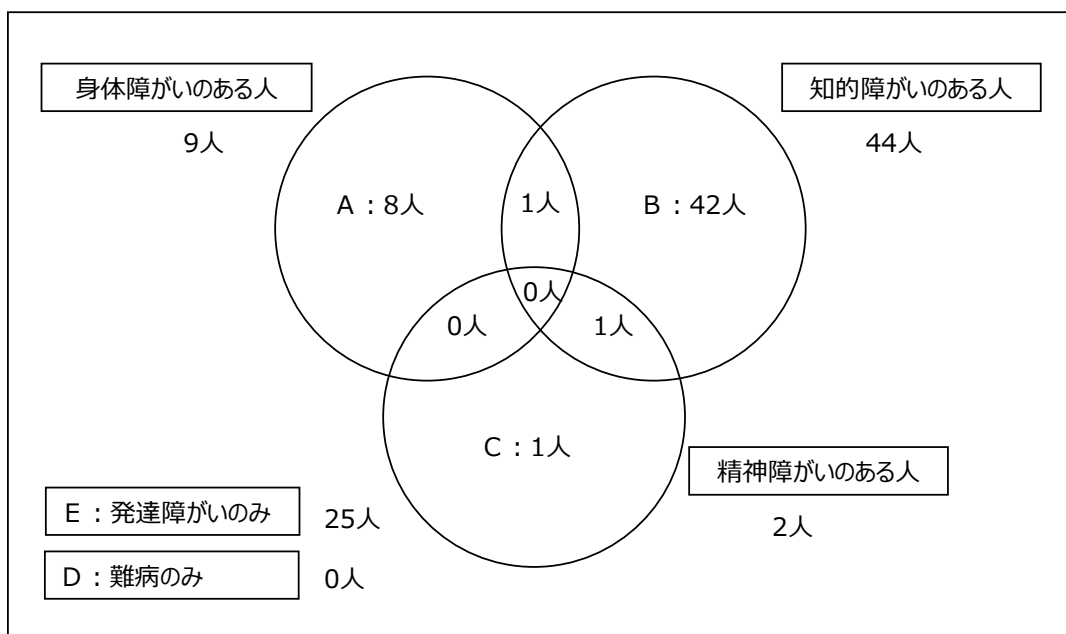 身体障がいのある人
9人
知的障がいのある人
44人
A：8人
1人
B：42人
0人
0人
1人
C：1人
精神障がいのある人
2人
E：発達障がいのみ
25人
D：難病のみ
0人